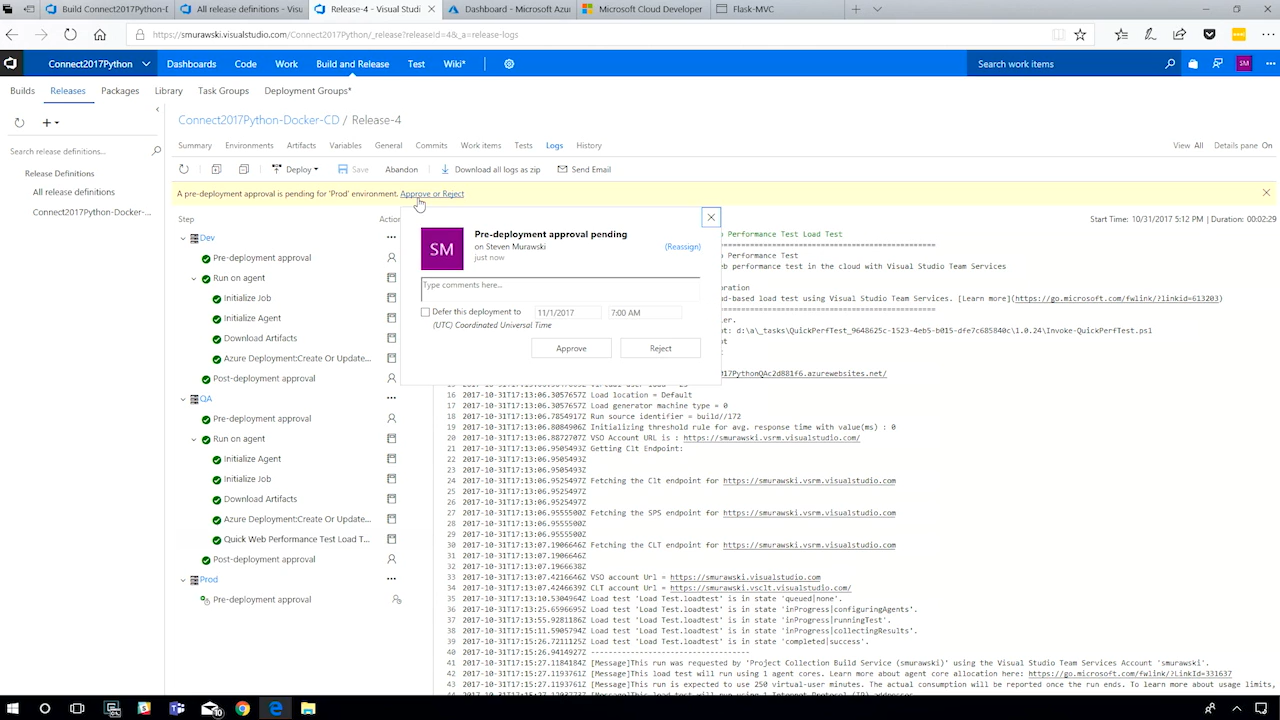 Build Connect2017Python-D
All release definitions - Visu
Release-4 - Visual Studi
Dashboard - Microsoft Azur
Microsoft Cloud Developer
Flask-MVC
https://smurawski.visualstudio.com/Connect2017Python/_release?releaseId=4&_a=release-logs
Connect2017Python
Dashboards
Code
Work
Build and Release
Test
Wiki*
Search work items
SM
Builds
Releases
Packages
Library
Task Groups
Deployment Groups*
Connect2017Python-Docker-CD / Release-4
Search release definitions...
Release Definitions
All release definitions
Connect2017Python-Docker-...
Summary
Environments
Artifacts
Variables
General
Commits
Work items
Tests
Logs
History
View All
Details pane On
Deploy
Save
Abandon
Download all logs as zip
Send Email
A pre-deployment approval is pending for 'Prod' environment. Approve or Reject
Step
Actio
Start Time: 10/31/2017 5:12 PM | Duration: 00:02:29
Dev
Pre-deployment approval
Run on agent
Initialize Job
Initialize Agent
Download Artifacts
Azure Deployment:Create Or Update...
Post-deployment approval
QA
Pre-deployment approval
Run on agent
Initialize Agent
Initialize Job
Download Artifacts
Azure Deployment:Create Or Update...
Quick Web Performance Test Load T...
Post-deployment approval
Prod
Pre-deployment approval
SM
Pre-deployment approval pending
on Steven Murawski
(Reassign)
just now
Type comments here...
Defer this deployment to
11/1/2017
7:00 AM
(UTC) Coordinated Universal Time
Approve
Reject
Performance Test Load Test
==========================================
Performance Test
eb performance test in the cloud with Visual Studio Team Services
oration
ud-based load test using Visual Studio Team Services. [Learn more](https://go.microsoft.com/fwlink/?linkid=613203)
==========================================
ler.
pt: d:\a\_tasks\QuickPerfTest_9648625c-1523-4eb5-b015-dfe7c685840c\1.0.24\Invoke-QuickPerfTest.ps1
ot
017PythonQAc2d881f6.azurewebsites.net/
16 2017-10-31T17:13:06.3057657Z Load location = Default
17 2017-10-31T17:13:06.3057657Z Load generator machine type = 0
18 2017-10-31T17:13:06.7854917Z Run source identifier = build//172
19 2017-10-31T17:13:06.8084906Z Initializing threshold rule for avg. response time with value(ms) : 0
20 2017-10-31T17:13:06.8872707Z VSO Account URL is : https://smurawski.vsrm.visualstudio.com/
21 2017-10-31T17:13:06.9505493Z Getting Clt Endpoint:
22 2017-10-31T17:13:06.9505493Z
23 2017-10-31T17:13:06.9505493Z
24 2017-10-31T17:13:06.9505493Z Fetching the Clt endpoint for https://smurawski.vsrm.visualstudio.com
25 2017-10-31T17:13:06.9505493Z
26 2017-10-31T17:13:06.9505493Z
27 2017-10-31T17:13:06.9555500Z Fetching the SPS endpoint for https://smurawski.vsrm.visualstudio.com
28 2017-10-31T17:13:06.9555500Z
29 2017-10-31T17:13:06.9555500Z
30 2017-10-31T17:13:07.1906646Z Fetching the CLT endpoint for https://smurawski.vsrm.visualstudio.com
31 2017-10-31T17:13:07.1906646Z
32 2017-10-31T17:13:07.1906638Z
33 2017-10-31T17:13:07.4216646Z VSO account Url = https://smurawski.visualstudio.com
34 2017-10-31T17:13:07.4246639Z CLT account Url = https://smurawski.vsclt.visualstudio.com/
35 2017-10-31T17:13:10.5304964Z Load test 'Load Test.loadtest' is in state 'queued|none'.
36 2017-10-31T17:13:25.6596695Z Load test 'Load Test.loadtest' is in state 'inProgress|configuringAgents'.
37 2017-10-31T17:13:55.9281186Z Load test 'Load Test.loadtest' is in state 'inProgress|runningTest'.
38 2017-10-31T17:15:11.5905794Z Load test 'Load Test.loadtest' is in state 'inProgress|collectingResults'.
39 2017-10-31T17:15:26.7211125Z Load test 'Load Test.loadtest' is in state 'completed|success'.
40 2017-10-31T17:15:26.9414927Z ------------------------------------
41 2017-10-31T17:15:27.1184184Z [Message]This run was requested by 'Project Collection Build Service (smurawski)' using the Visual Studio Team Services Account 'smurawski'.
42 2017-10-31T17:15:27.1193761Z [Message]This load test will run using 1 agent cores. Learn more about agent core allocation here: https://go.microsoft.com/fwlink/?LinkId=331637
43 2017-10-31T17:15:27.1193761Z [Message]This run is expected to use 250 virtual-user minutes. The actual consumption will be reported once the run ends. To learn more about usage limits,